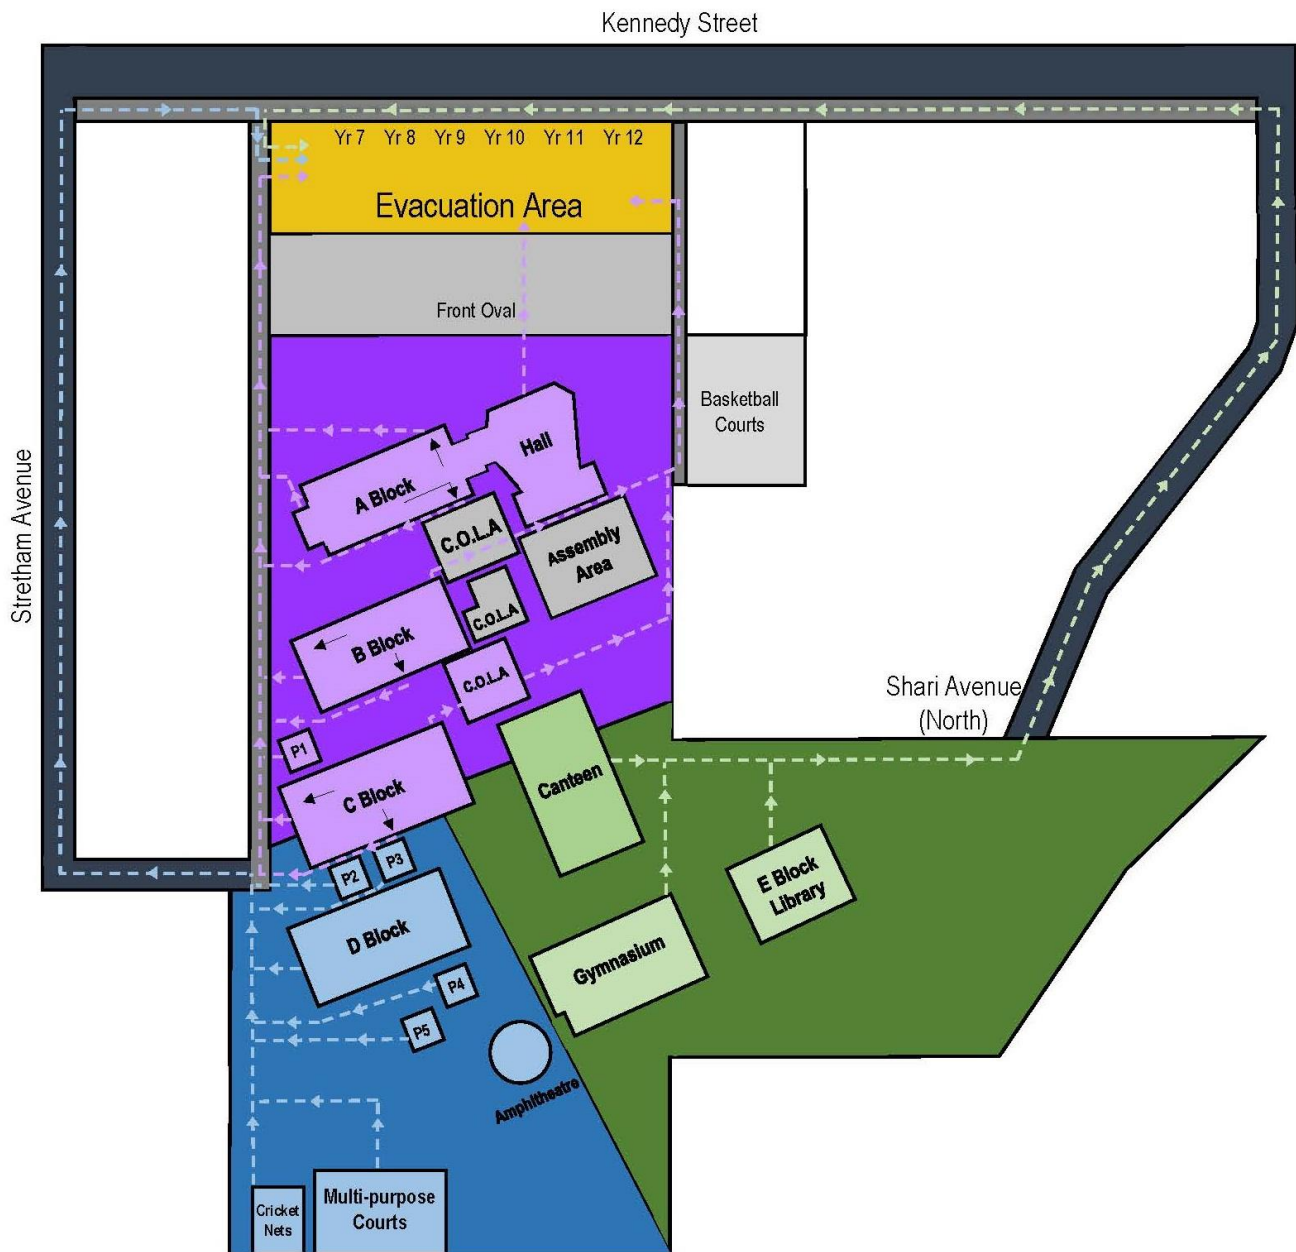 Kennedy Street
Yr 7
Yr 8
Yr 9
Yr 10
Yr 11
Yr 12
Evacuation Area
Front Oval
Basketball
Courts
Stretham Avenue
Hall
A Block
C.O.L.A
Assembly
Area
C.O.L.A
B Block
C.O.L.A
Shari Avenue
(North)
P1
C Block
Canteen
P3
P2
E Block
Library
D Block
Gymnasium
P4
P5
Amphitheatre
Multi-purpose
Courts
Cricket
Nets